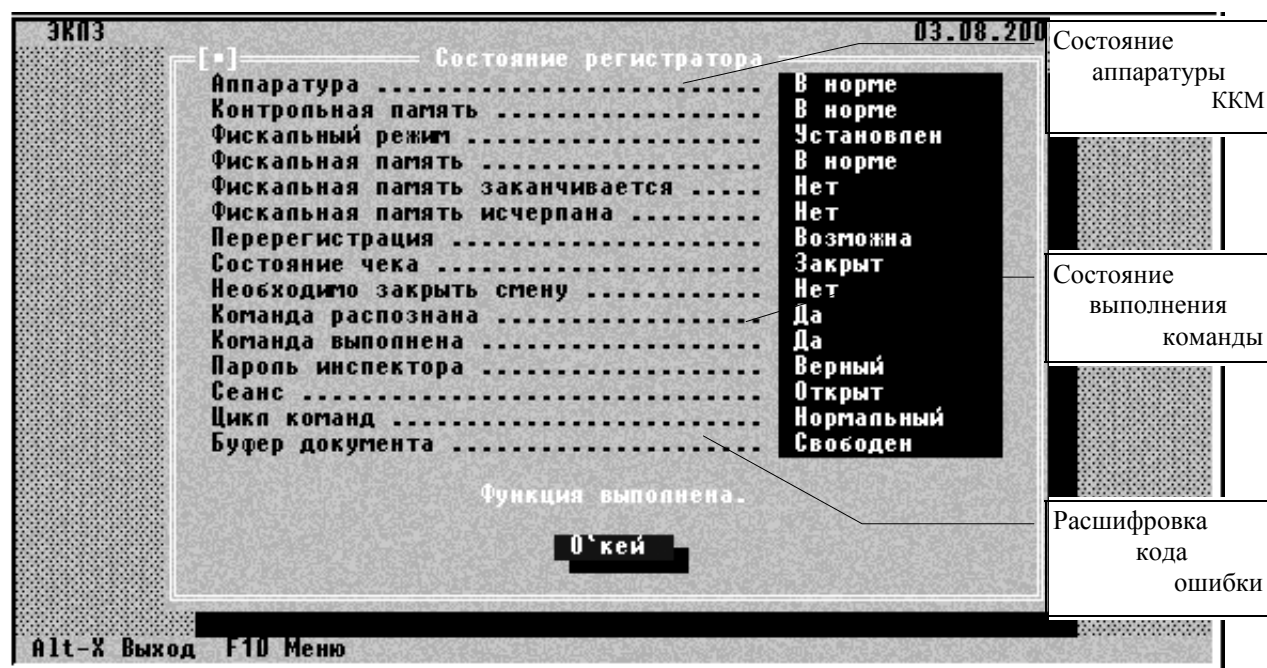 ЭКПЗ 03.08.200
[▪] Состояние регистратора
Аппаратура .......................... В норме
Контрольная память .................. В норме
Фискальный режим ..................... Установлен
Фискальная память ................... В норме
Фискальная память заканчивается ..... Нет
Фискальная память исчерпана ......... Нет
Перерегистрация ..................... Возможна
Состояние чека ...................... Закрыт
Необходимо закрыть смену ............ Нет
Команда распознана .................. Да
Команда выполнена ................... Да
Пароль инспектора ................... Верный
Сеанс ............................... Открыт
Цикл команд ......................... Нормальный
Буфер документа ..................... Свободен
Функция выполнена.
О`кей
Alt-X Выход F10 Меню
Состояние
аппаратуры
ККМ
Состояние
выполнения
команды
Расшифровка
кода
ошибки